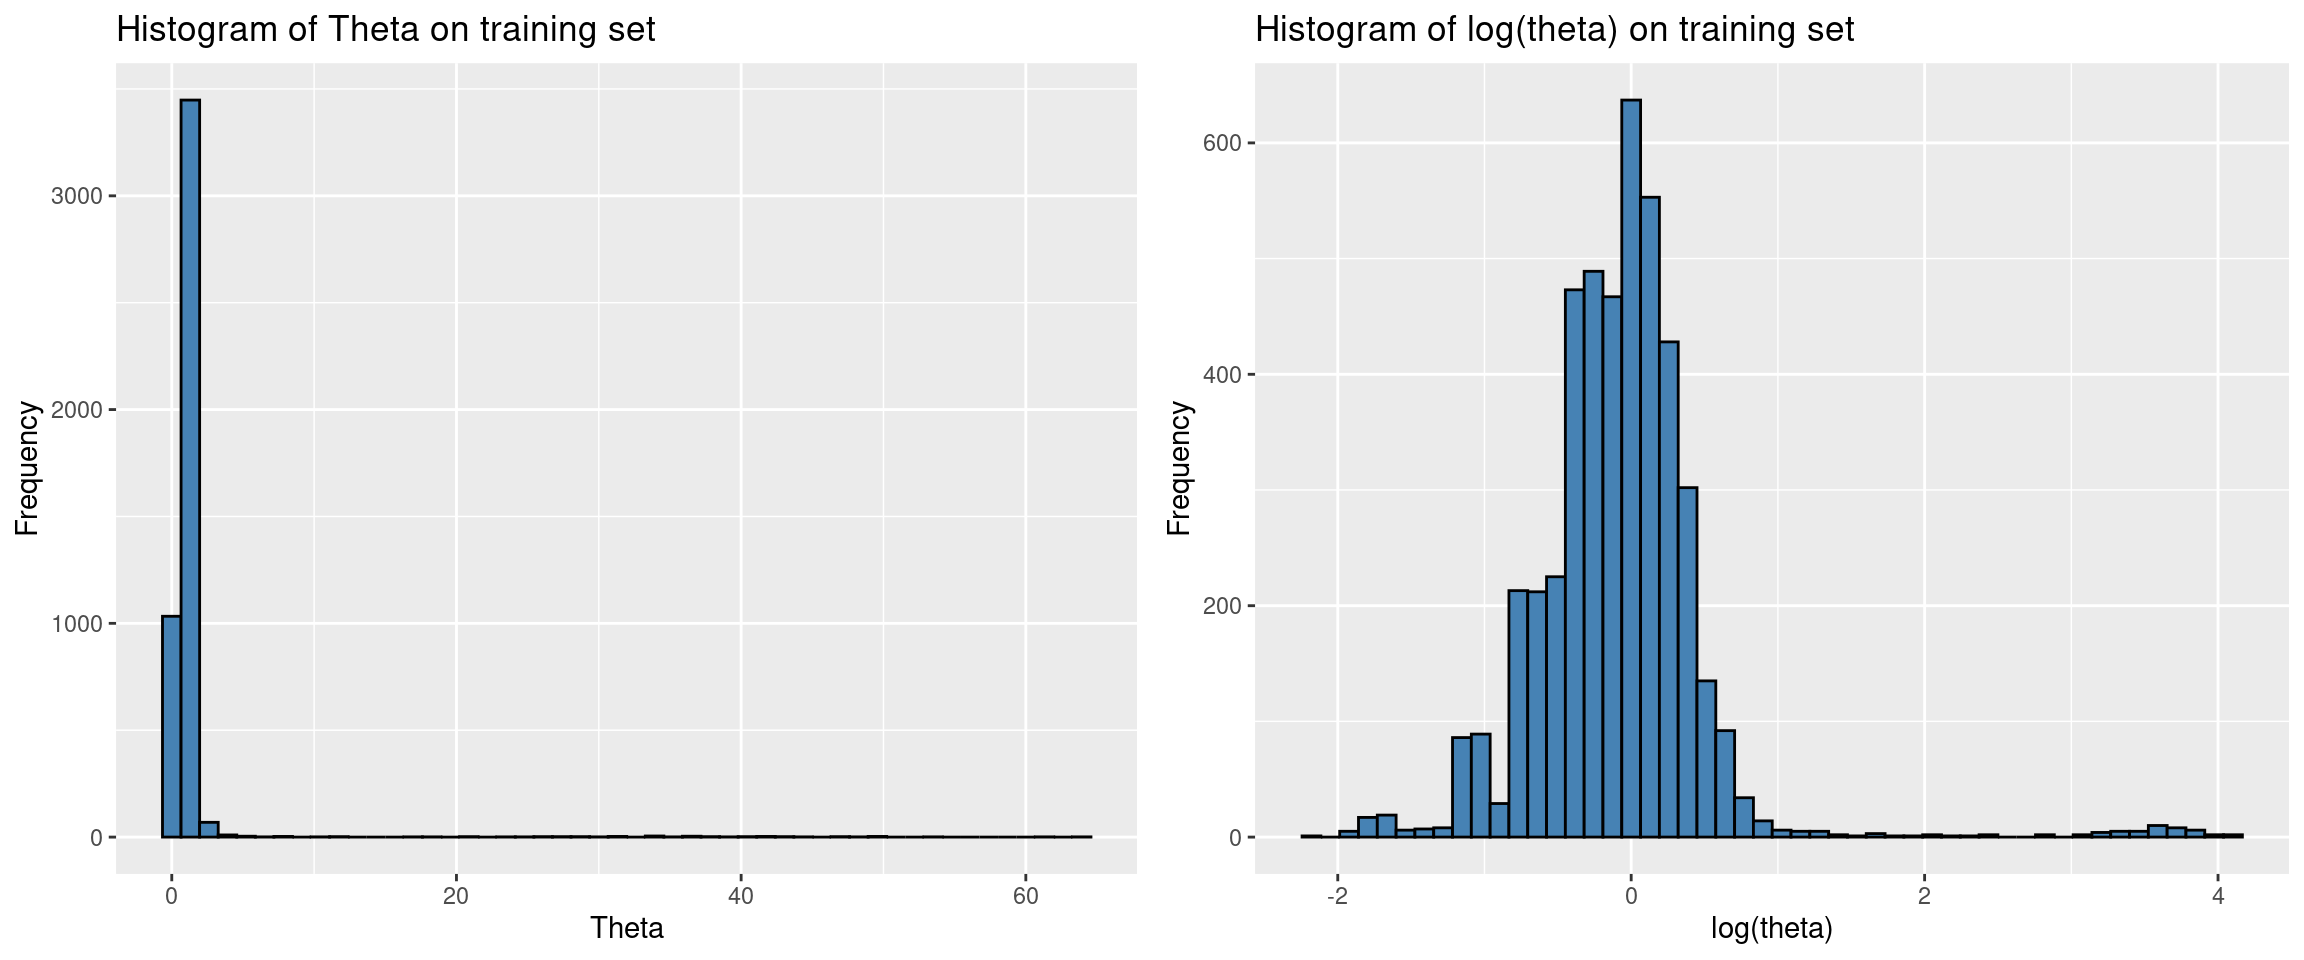 Histogram of Theta on training set
Frequency
3000
2000
1000
0
0 20 40 60
Theta
Histogram of log(theta) on training set
Frequency
600
400
200
0
-2 0 2 4
log(theta)